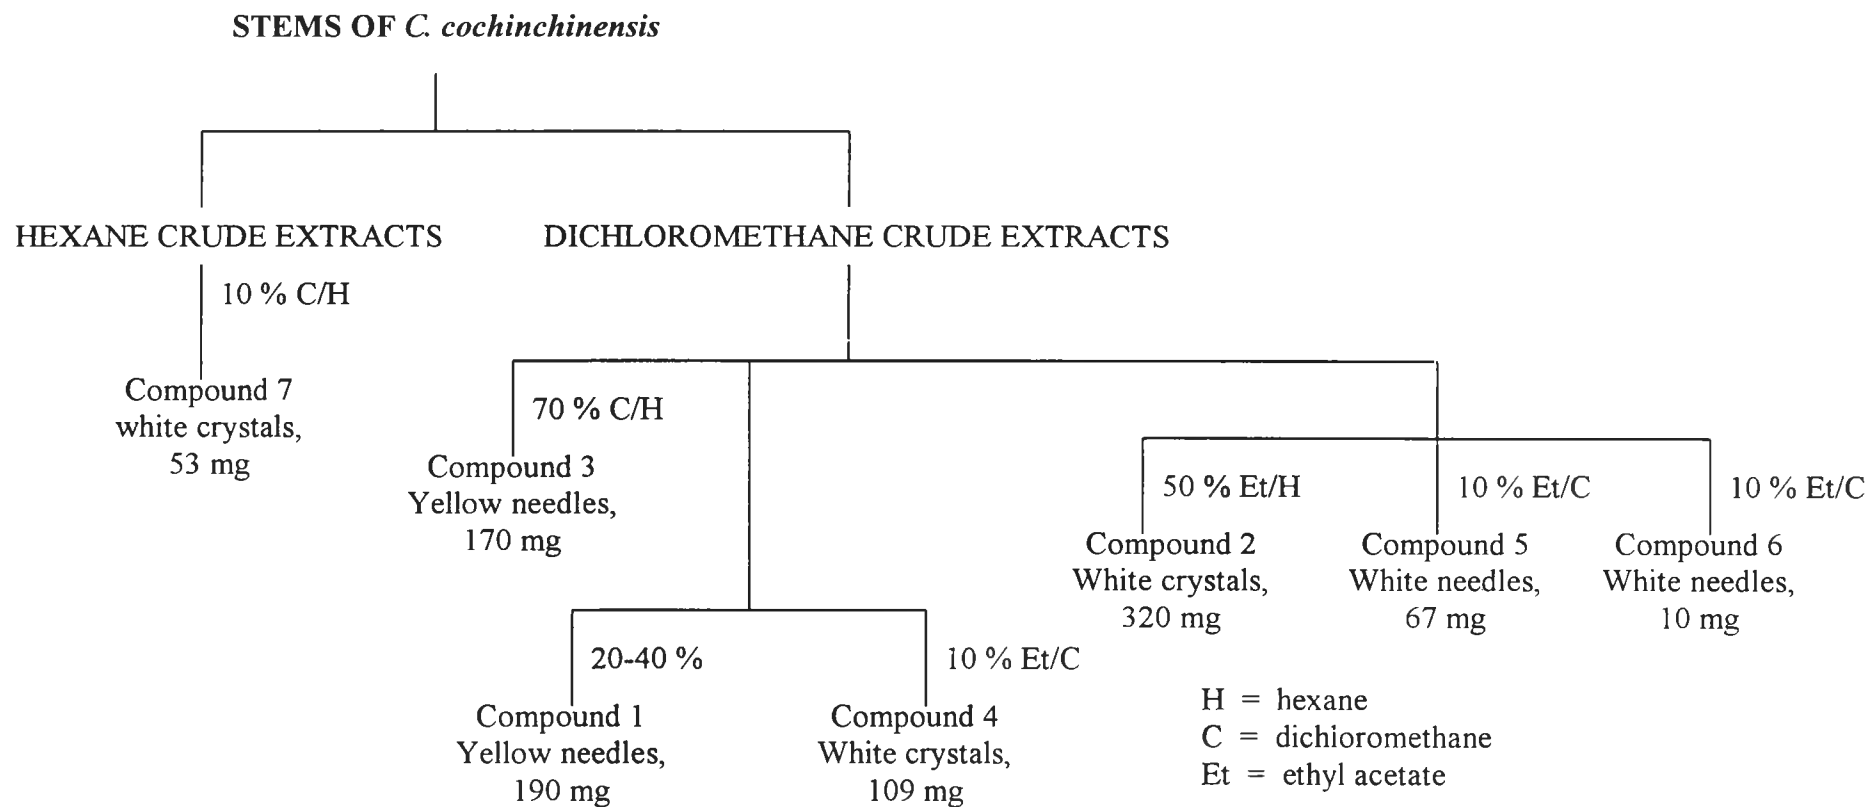 STEMS OF C. cochinchinensis
HEXANE CRUDE EXTRACTS
DICHLOROMETHANE CRUDE EXTRACTS
10 % C/H
Compound 7
white crystals,
53 mg
70 % C/H
Compound 3
Yellow needles,
170 mg
50 % Et/H
Compound 2
White crystals,
320 mg
10 % Et/C
Compound 5
White needles,
67 mg
10 % Et/C
Compound 6
White needles,
10 mg
20-40 %
Compound 1
Yellow needles,
190 mg
10 % Et/C
Compound 4
White crystals,
109 mg
H = hexane
C = dichloromethane
Et = ethyl acetate